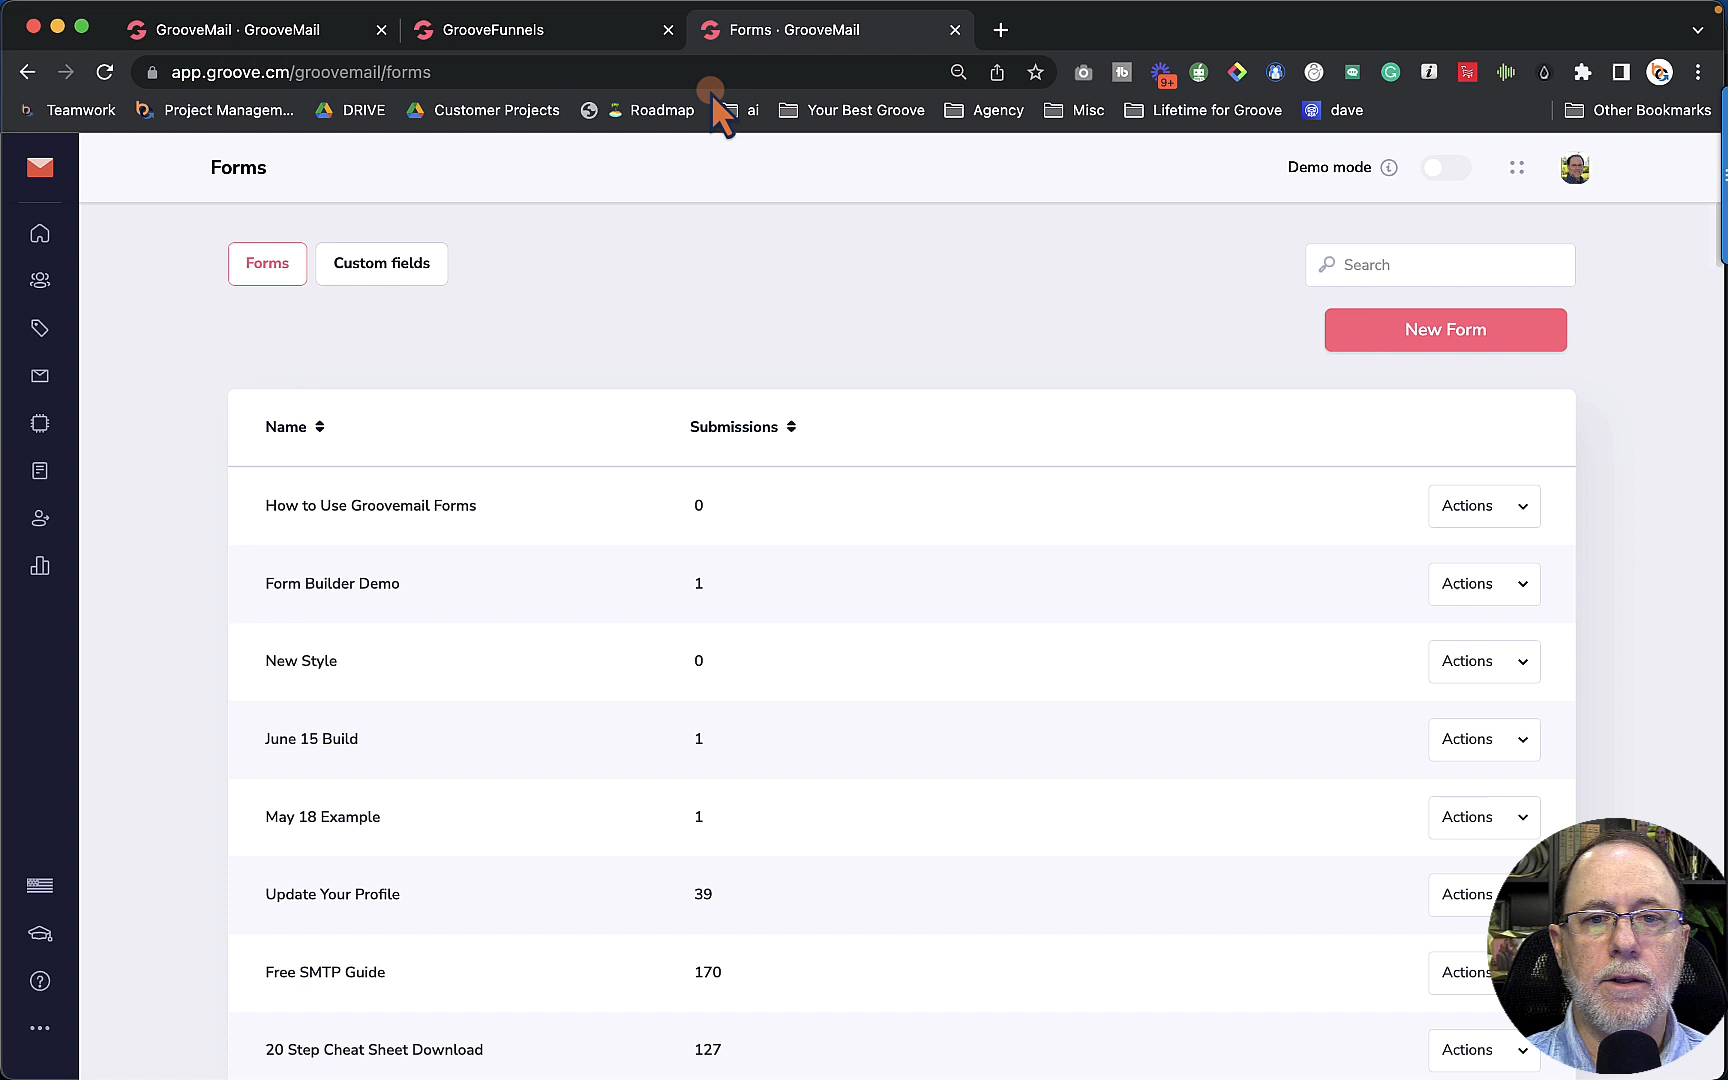 GrooveMail · GrooveMail
GrooveFunnels
Forms · GrooveMail
app.groove.cm/groovemail/forms
9+
Teamwork
Project Managem...
DRIVE
Customer Projects
Roadmap
ai
Your Best Groove
Agency
Misc
Lifetime for Groove
dave
Other Bookmarks
Forms
Demo mode
Forms
Custom fields
Search
New Form
Name
Submissions
How to Use Groovemail Forms
0
Actions
Form Builder Demo
1
Actions
New Style
0
Actions
June 15 Build
1
Actions
May 18 Example
1
Actions
Update Your Profile
39
Actions
Free SMTP Guide
170
Actions
20 Step Cheat Sheet Download
127
Actions